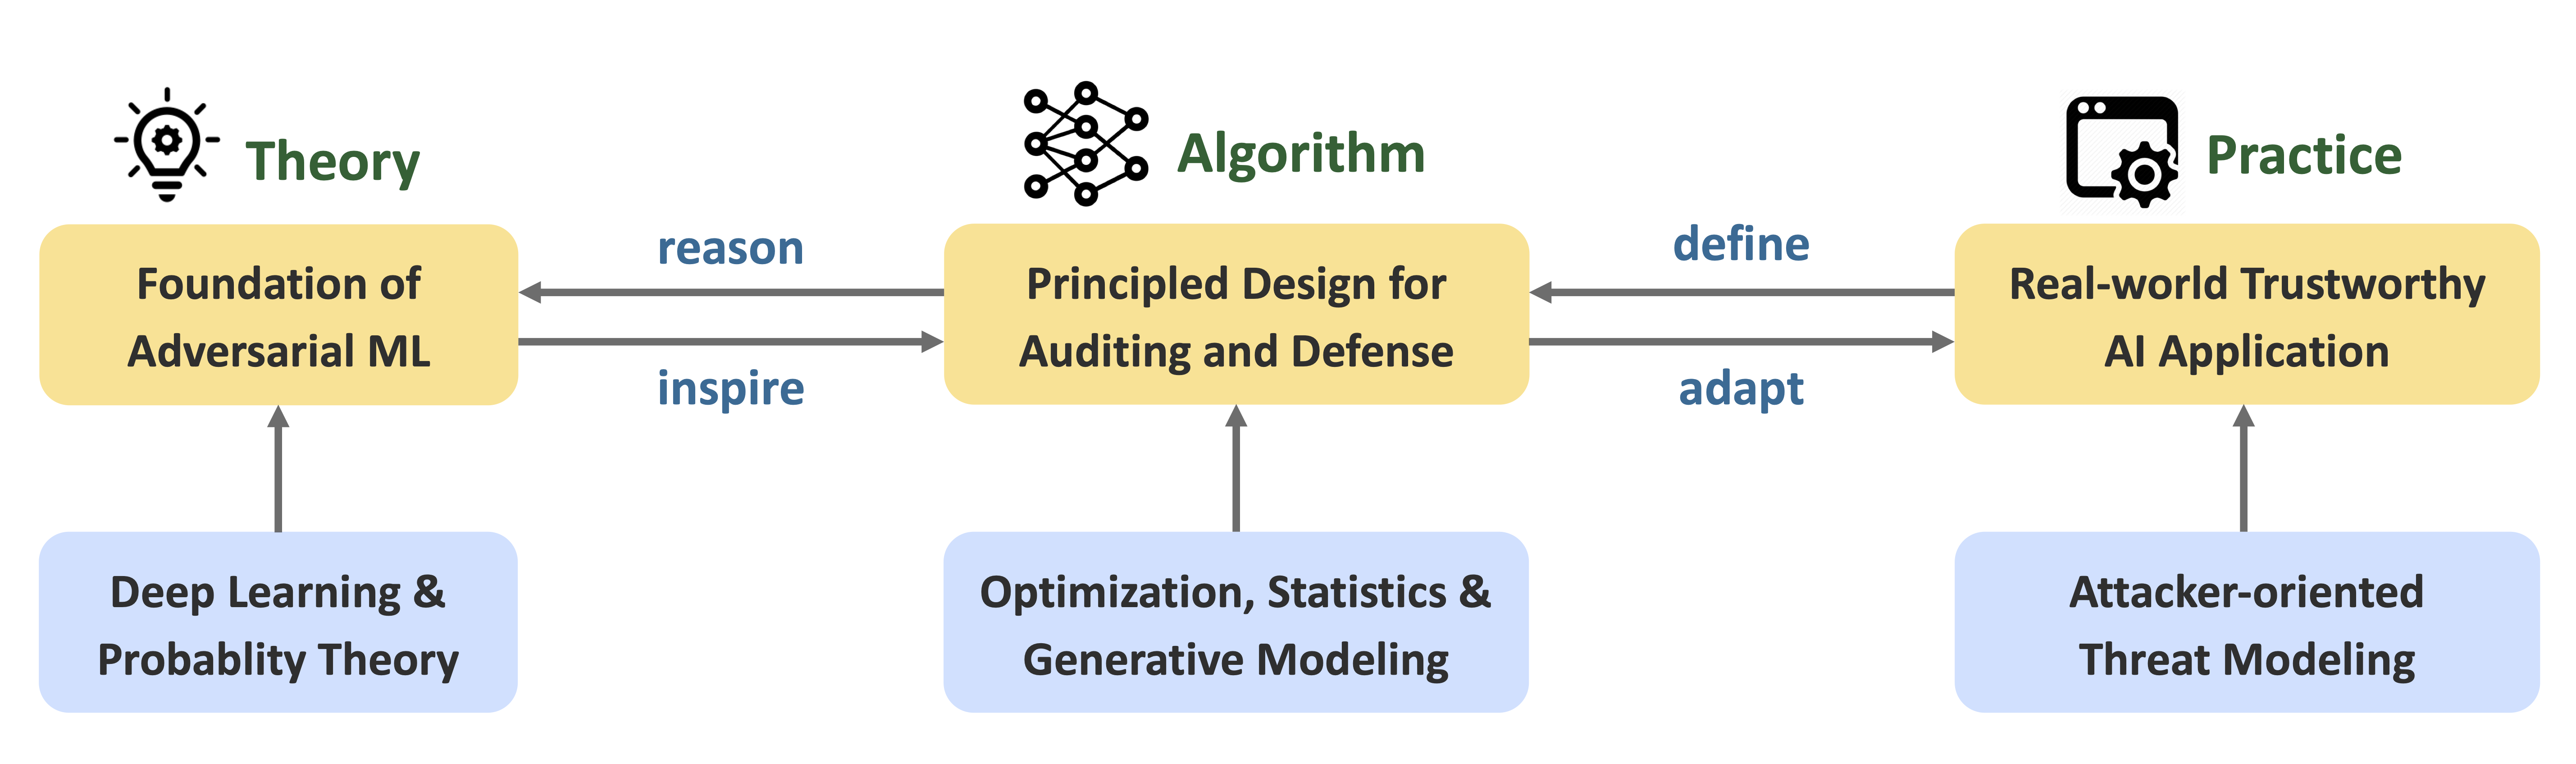 Theory
Algorithm
Practice
Foundation of
Adversarial ML
reason
inspire
Principled Design for
Auditing and Defense
define
adapt
Real-world Trustworthy
AI Application
Deep Learning &
Probablity Theory
Optimization, Statistics &
Generative Modeling
Attacker-oriented
Threat Modeling